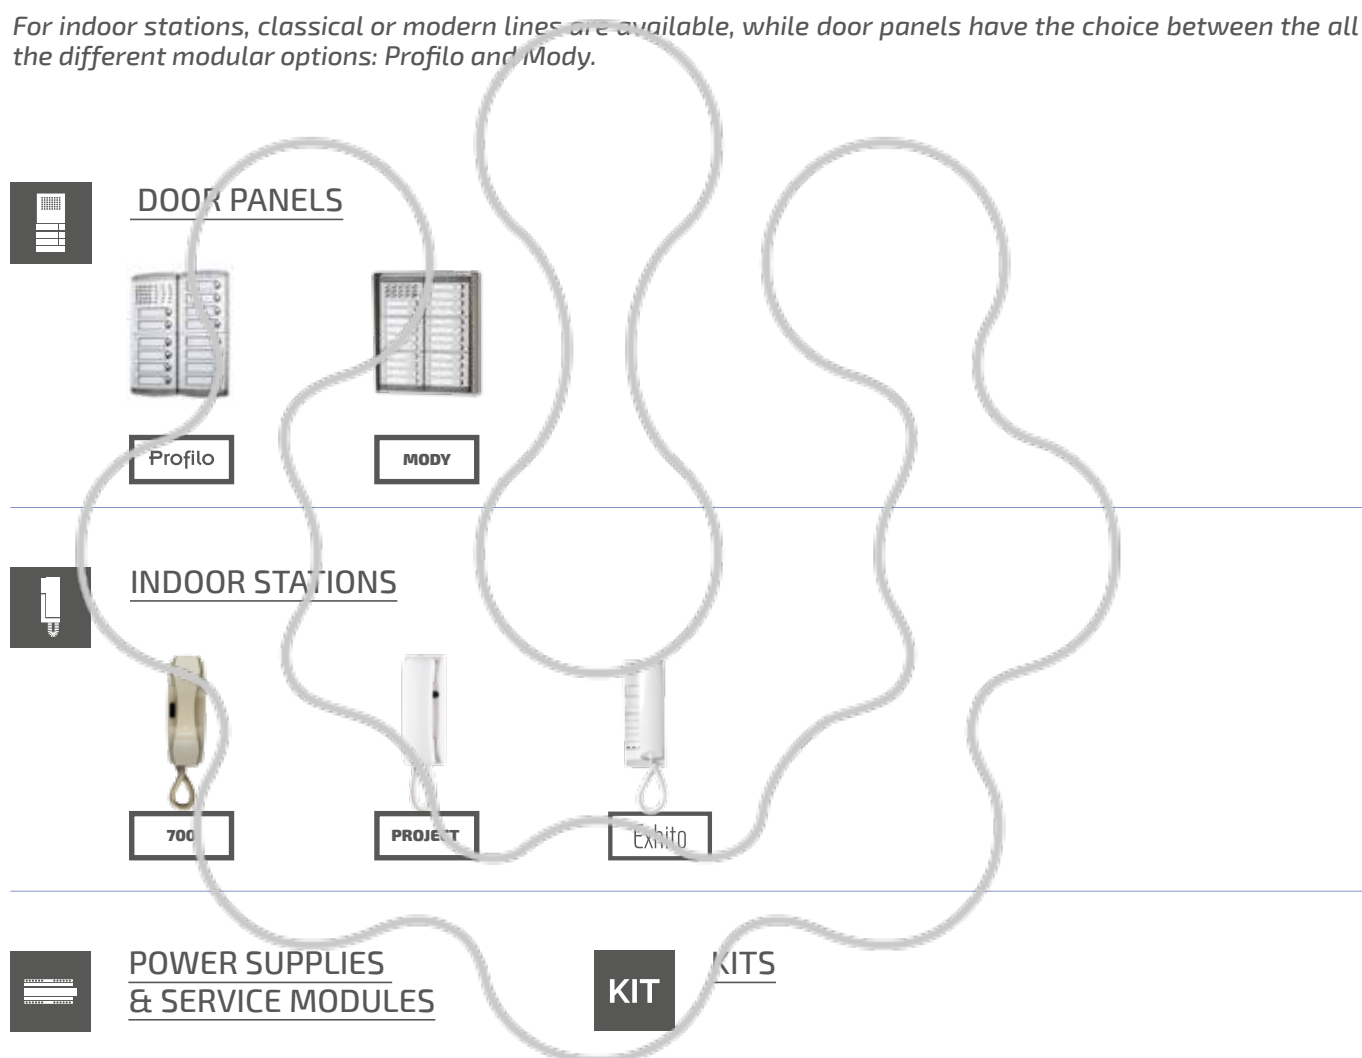 For indoor stations, classical or modern lines are available, while door panels have the choice between the all
the different modular options: Profilo and Mody.
DOOR PANELS
Profilo
MODY
INDOOR STATIONS
700
PROJECT
Exhito
POWER SUPPLIES
& SERVICE MODULES
KIT
KITS